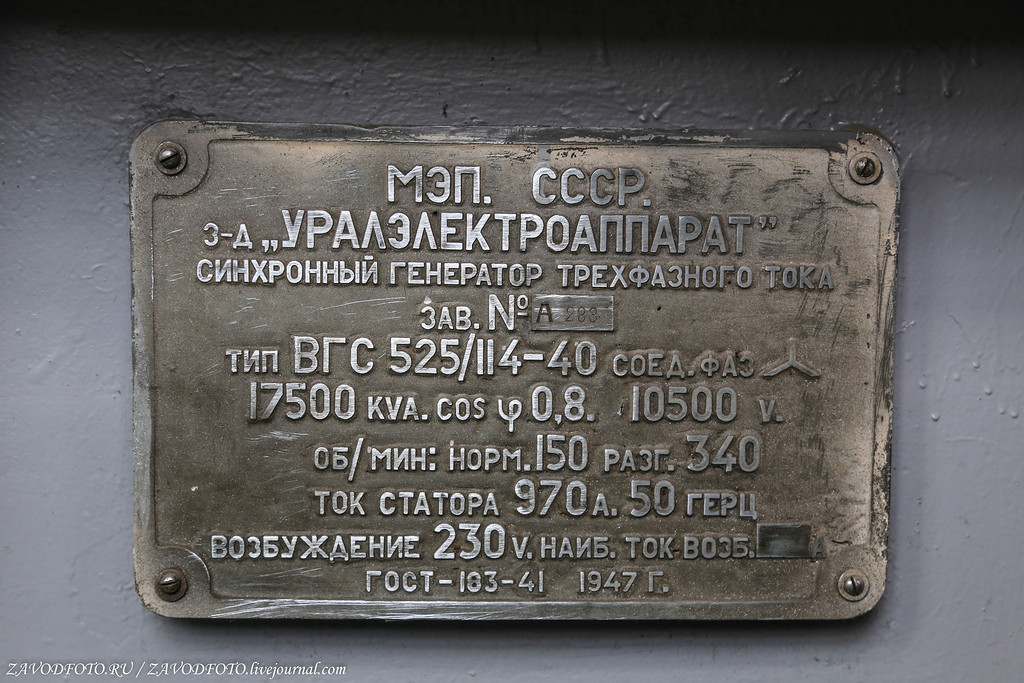 МЭП. СССР.
З-Д „УРАЛЭЛЕКТРОАППАРАТ”
СИНХРОННЫЙ ГЕНЕРАТОР ТРЕХФАЗНОГО ТОКА
ЗАВ. № А 283
ТИП ВГС 525/114-40 СОЕД. ФАЗ
17500 KVA. COS φ 0,8. 10500 V.
ОБ/МИН: НОРМ. 150 РАЗГ. 340
ТОК СТАТОРА 970 А. 50 ГЕРЦ
ВОЗБУЖДЕНИЕ 230 V. НАИБ. ТОК ВОЗБ. А
ГОСТ-183-41 1947 Г.
ZAVODFOTO.RU / ZAVODFOTO.livejournal.com